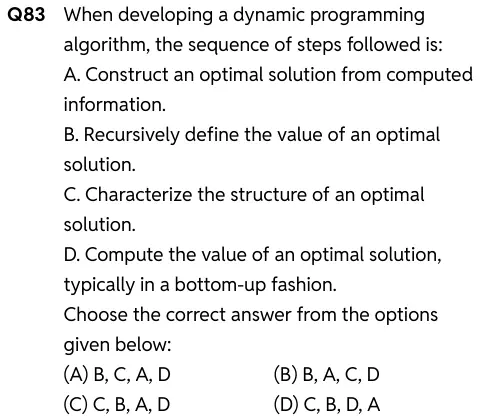 Q83 When developing a dynamic programming
algorithm, the sequence of steps followed is:
A. Construct an optimal solution from computed
information.
B. Recursively define the value of an optimal
solution.
C. Characterize the structure of an optimal
solution.
D. Compute the value of an optimal solution,
typically in a bottom-up fashion.
Choose the correct answer from the options
given below:
(A) B, C, A, D (B) B, A, C, D
(C) C, B, A, D (D) C, B, D, A